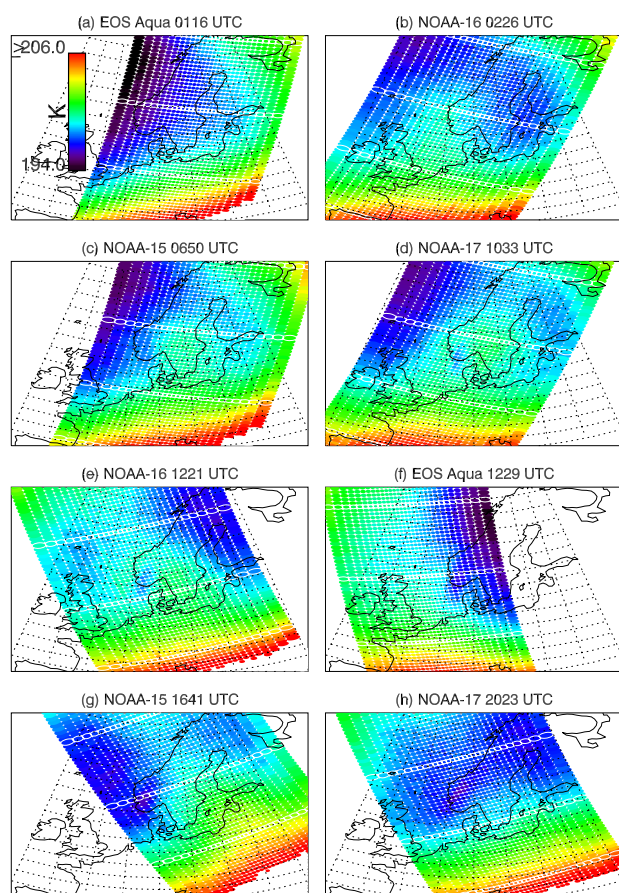 (a) EOS Aqua 0116 UTC
(b) NOAA-16 0226 UTC
206.0
K
194.0
(c) NOAA-15 0650 UTC
(d) NOAA-17 1033 UTC
(e) NOAA-16 1221 UTC
(f) EOS Aqua 1229 UTC
(g) NOAA-15 1641 UTC
(h) NOAA-17 2023 UTC